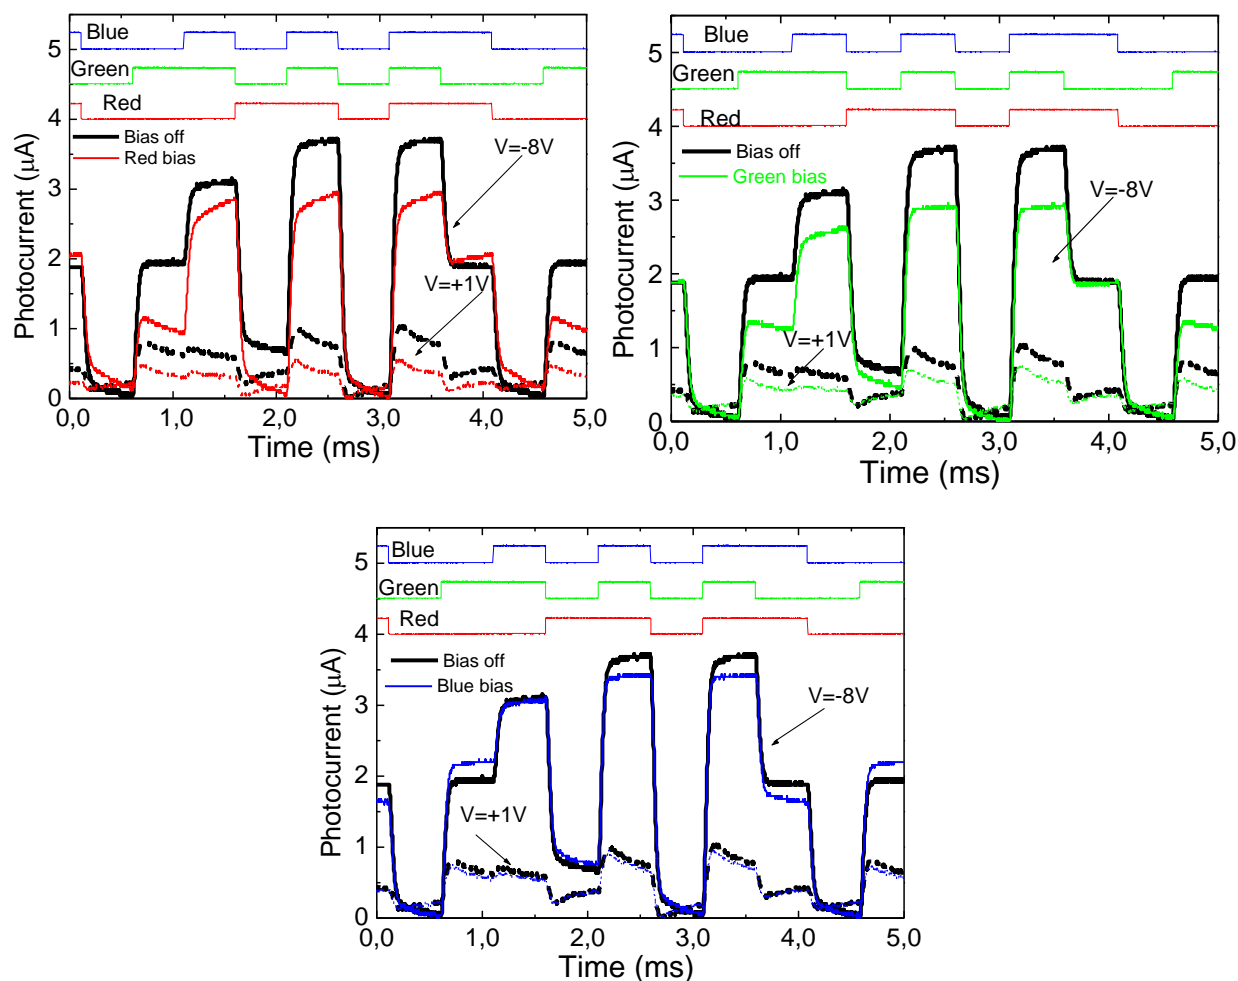 Blue
Green
Red
Bias off
Red bias
V=-8V
V=+1V
Photocurrent (μA)
5
4
3
2
1
0
0,0 1,0 2,0 3,0 4,0 5,0
Time (ms)
Blue
Green
Red
Bias off
Green bias
V=-8V
V=+1V
Photocurrent (μA)
5
4
3
2
1
0
0,0 1,0 2,0 3,0 4,0 5,0
Time (ms)
Blue
Green
Red
Bias off
Blue bias
V=-8V
V=+1V
Photocurrent (μA)
5
4
3
2
1
0
0,0 1,0 2,0 3,0 4,0 5,0
Time (ms)